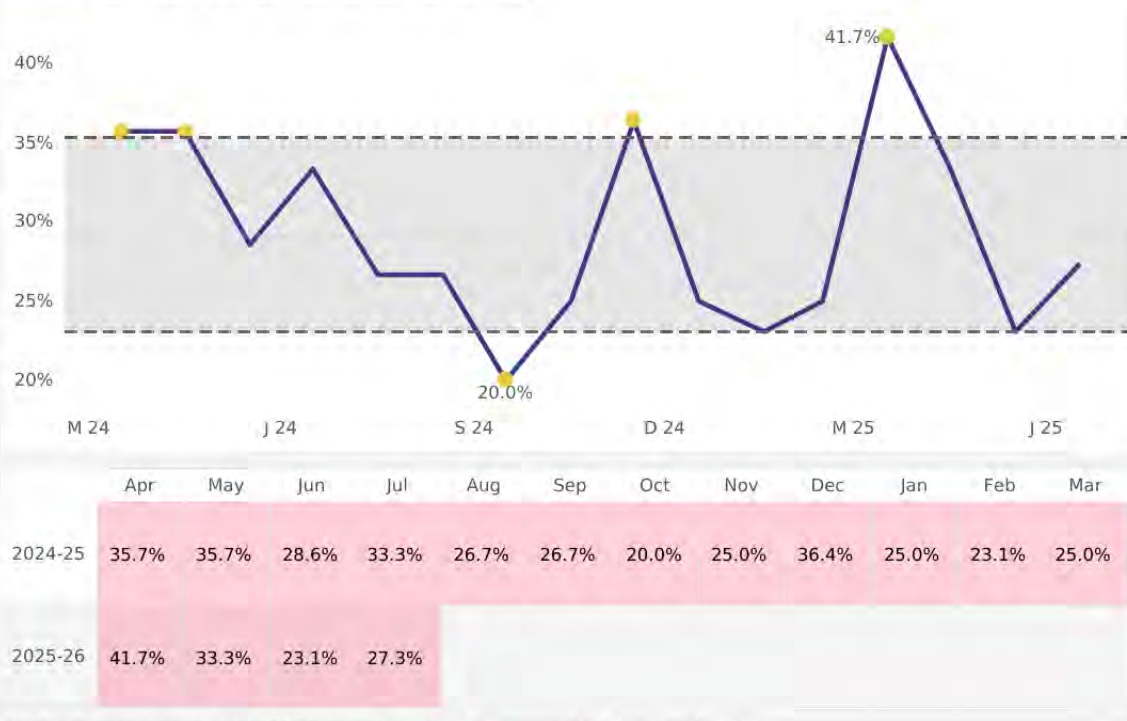 41.7%
40%
35%
30%
25%
20%
20.0%
M 24 J 24 S 24 D 24 M 25 J 25
Apr May Jun Jul Aug Sep Oct Nov Dec Jan Feb Mar
2024-25 35.7% 35.7% 28.6% 33.3% 26.7% 26.7% 20.0% 25.0% 36.4% 25.0% 23.1% 25.0%
2025-26 41.7% 33.3% 23.1% 27.3%